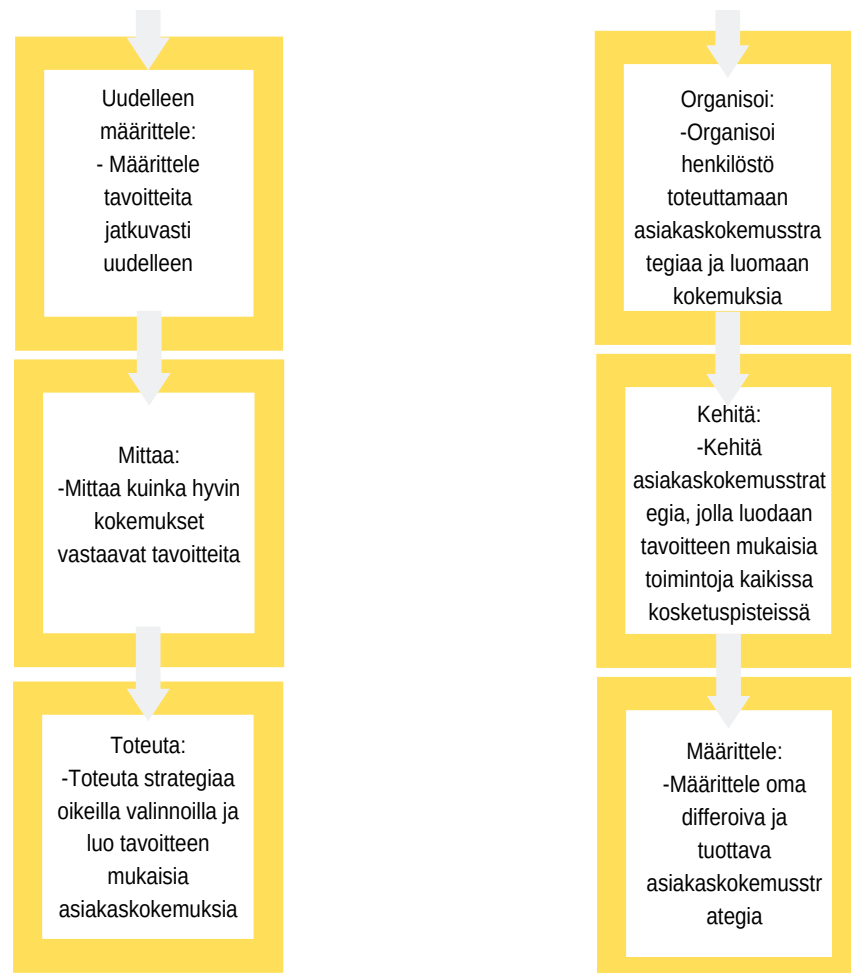 Uudelleen
määrittele:
- Määrittele
tavoitteita
jatkuvasti
uudelleen
Mittaa:
-Mittaa kuinka hyvin
kokemukset
vastaavat tavoitteita
Toteuta:
-Toteuta strategiaa
oikeilla valinnoilla ja
luo tavoitteen
mukaisia
asiakaskokemuksia
Organisoi:
-Organisoi
henkilöstö
toteuttamaan
asiakaskokemusstra
tegiaa ja luomaan
kokemuksia
Kehitä:
-Kehitä
asiakaskokemusstrat
egia, jolla luodaan
tavoitteen mukaisia
toimintoja kaikissa
kosketuspisteissä
Määrittele:
-Määrittele oma
differoiva ja
tuottava
asiakaskokemusstr
ategia